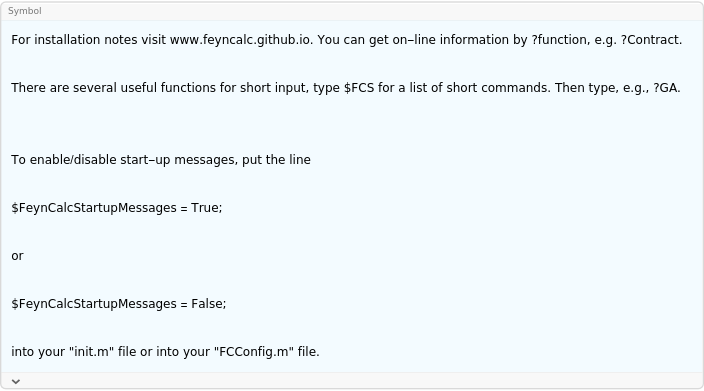 Symbol
For installation notes visit www.feyncalc.github.io. You can get on–line information by ?function, e.g. ?Contract.
There are several useful functions for short input, type $FCS for a list of short commands. Then type, e.g., ?GA.
To enable/disable start–up messages, put the line
$FeynCalcStartupMessages = True;
or
$FeynCalcStartupMessages = False;
into your "init.m" file or into your "FCConfig.m" file.